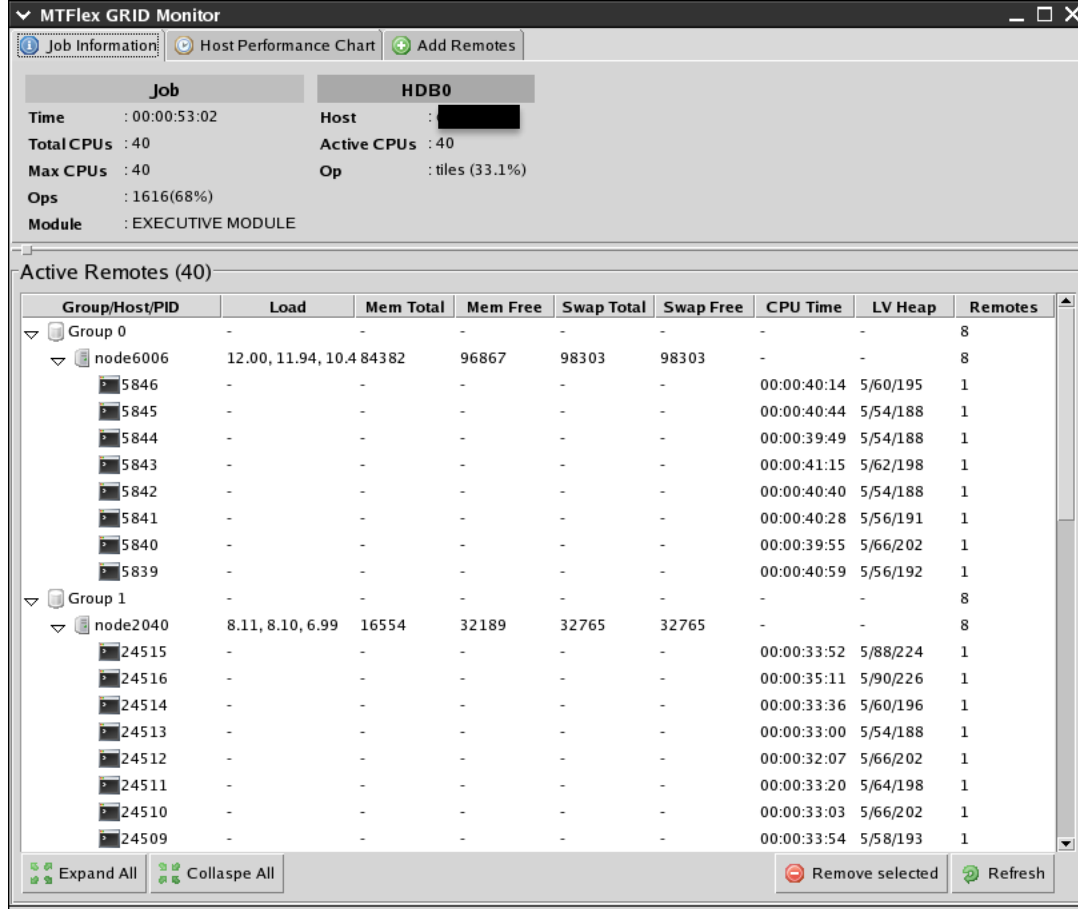 MTFlex GRID Monitor
Job Information Host Performance Chart Add Remotes
Job HDB0
Time : 00:00:53:02 Host :
Total CPUs : 40 Active CPUs : 40
Max CPUs : 40 Op : tiles (33.1%)
Ops : 1616(68%)
Module : EXECUTIVE MODULE
Active Remotes (40)
Group/Host/PID Load Mem Total Mem Free Swap Total Swap Free CPU Time LV Heap Remotes
Group 0 - - - - - - - 8
node6006 12.00, 11.94, 10.4 84382 96867 98303 98303 - - 8
5846 - - - - - 00:00:40:14 5/60/195 1
5845 - - - - - 00:00:40:44 5/54/188 1
5844 - - - - - 00:00:39:49 5/54/188 1
5843 - - - - - 00:00:41:15 5/62/198 1
5842 - - - - - 00:00:40:40 5/54/188 1
5841 - - - - - 00:00:40:28 5/56/191 1
5840 - - - - - 00:00:39:55 5/66/202 1
5839 - - - - - 00:00:40:59 5/56/192 1
Group 1 - - - - - - - 8
node2040 8.11, 8.10, 6.99 16554 32189 32765 32765 - - 8
24515 - - - - - 00:00:33:52 5/88/224 1
24516 - - - - - 00:00:35:11 5/90/226 1
24514 - - - - - 00:00:33:36 5/60/196 1
24513 - - - - - 00:00:33:00 5/54/188 1
24512 - - - - - 00:00:32:07 5/66/202 1
24511 - - - - - 00:00:33:20 5/64/198 1
24510 - - - - - 00:00:33:03 5/66/202 1
24509 - - - - - 00:00:33:54 5/58/193 1
Expand All Collaspe All Remove selected Refresh